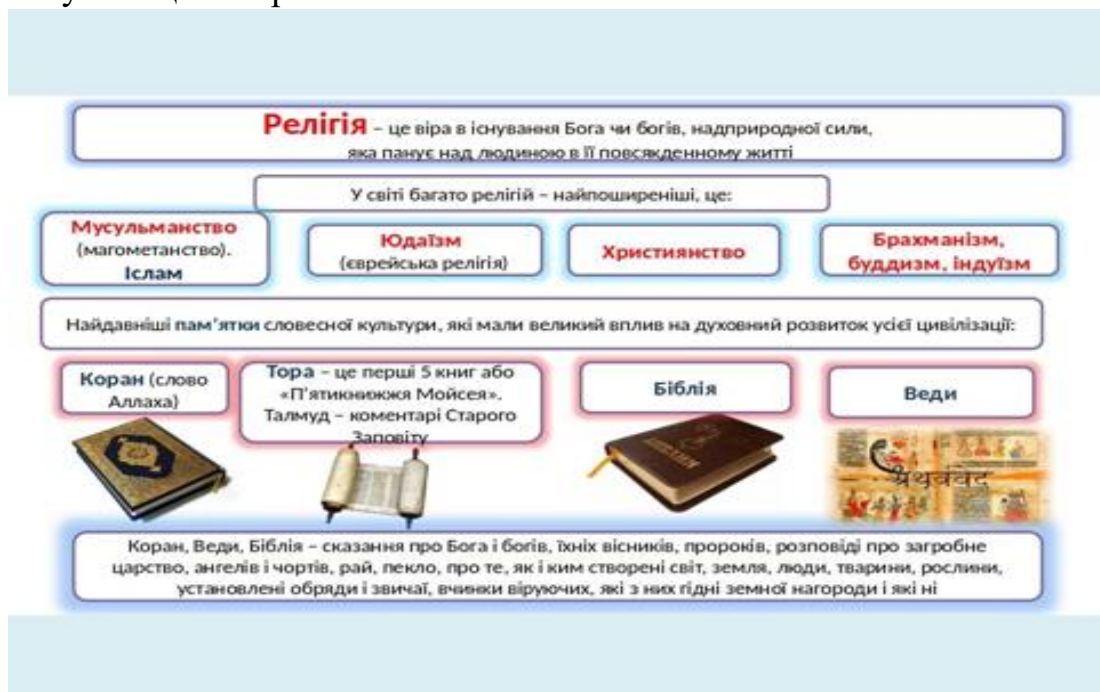 Релігія – це віра в існування Бога чи богів, надприродної сили,
яка панує над людиною в її повсякденному житті
У світі багато релігій – найпоширеніші, це:
Мусульманство
(магометанство).
Іслам
Юдаїзм
(єврейська релігія)
Християнство
Брахманізм,
буддизм, індуїзм
Найдавніші пам’ятки словесної культури, які мали великий вплив на духовний розвиток усієї цивілізації:
Коран (слово
Аллаха)
Тора – це перші 5 книг або
«П’ятикнижжя Мойсея».
Талмуд – коментарі Старого
Заповіту
Біблія
Веди
Коран, Веди, Біблія – сказання про Бога і богів, їхніх вісників, пророків, розповіді про загробне
царство, ангелів і чортів, рай, пекло, про те, як і ким створені світ, земля, люди, тварини, рослини,
установлені обряди і звичаї, вчинки віруючих, які з них гідні земної нагороди і які ні